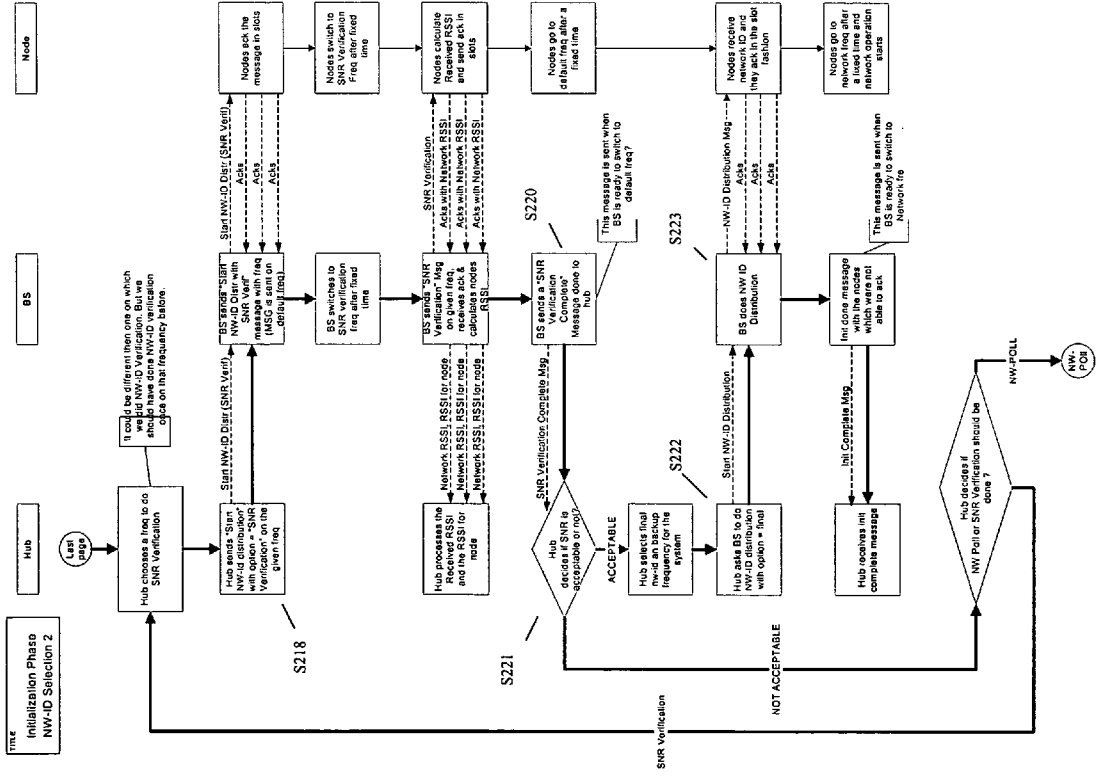 TITLE
Initialization Phase
NW-ID Selection 2
Hub
BS
Node
Last
page
Hub chooses a freq to do
SNR Verification
It could be different then one on which
we did NW-ID Verification. But we
should have done NW-ID verification
once on that frequency before.
Hub sends "Start
NW-Id distribution"
with option = "SNR
Verification" on the
given freq
S218
Start NW-ID Distr (SNR Verif)
BS sends "Start
NW-ID Distr with
SNR Verif"
message with freq
(MSG is sent on
default freq)
Start NW-ID Distr (SNR Verif)
Acks
Acks
Acks
Nodes ack the
message in slots
BS switches to
SNR verification
freq after fixed
time
Nodes switch to
SNR Verification
Freq after fixed
time
Hub processes the
Received RSSI
and the RSSI for
node
Network RSSI, RSSI for node
Network RSSI, RSSI for node
Network RSSI, RSSI for node
BS sends "SNR
Verification" Msg
on given freq,
receives ack &
calculates nodes
RSSI
SNR Verification
Acks with Network RSSI
Acks with Network RSSI
Acks with Network RSSI
Nodes calculate
Received RSSI
and send ack in
slots
S221
Hub
decides if SNR is
acceptable or not?
SNR Verification Complete Msg
BS sends a "SNR
Verification
Complete"
Message done to
hub
S220
This message is sent when
BS is ready to switch to
default freq?
Nodes go to
default freq after a
fixed time
ACCEPTABLE
NOT ACCEPTABLE
Hub selects final
nw-id an backup
frequency for the
system
S222
Hub asks BS to do
NW-ID distribution
with option = final
Start NW-ID Distribution
S223
BS does NW ID
Distribution
NW-ID Distribution Msg
Acks
Acks
Acks
Nodes receive
network ID and
they ack in the slot
fashion
Hub receives init
complete message
Init Complete Msg
Init done message
with the nodes
which were not
able to ack
This message is sent when
BS is ready to switch to
Network fre
Nodes go to
network freq after
a fixed time and
network operation
starts
Hub decides if
NW Poll or SNR Verification should be
done ?
SNR Verification
NW-POLL
NW-
POll